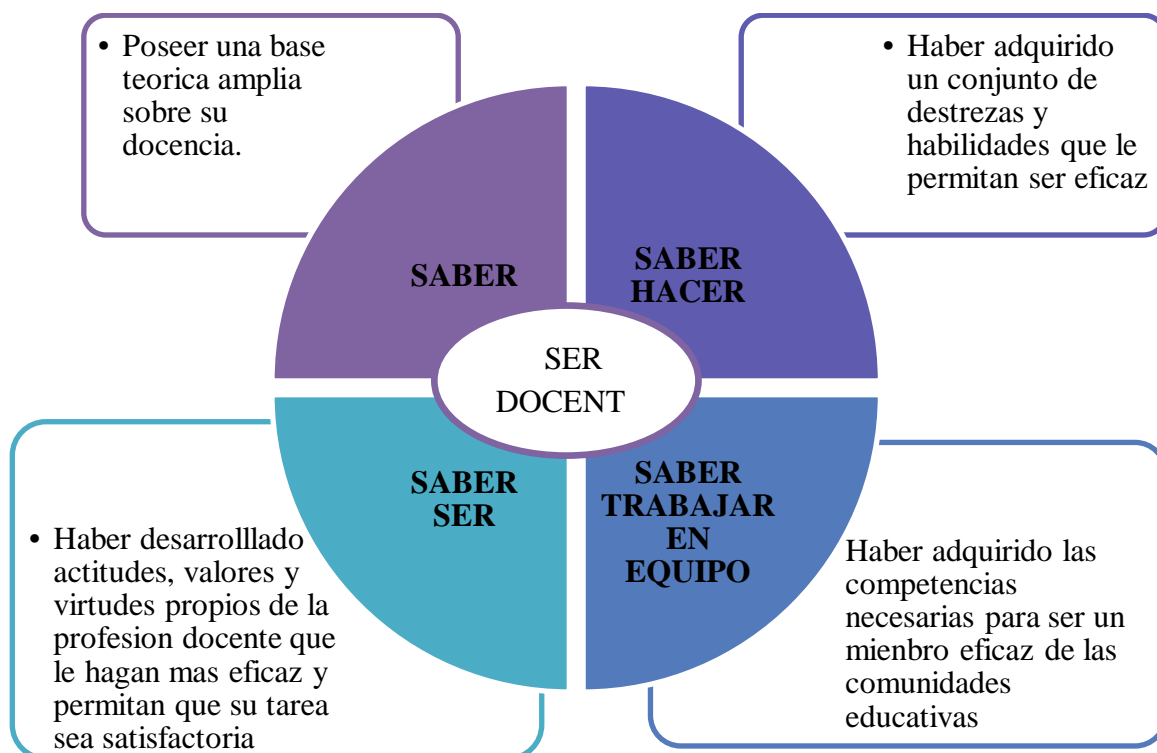 • Poseer una base
teorica amplia
sobre su
docencia.
• Haber adquirido
un conjunto de
destrezas y
habilidades que le
permitan ser eficaz
SABER
SABER
HACER
SER
DOCENT
SABER
SER
SABER
TRABAJAR
EN
EQUIPO
• Haber desarrolllado
actitudes, valores y
virtudes propios de la
profesion docente que
le hagan mas eficaz y
permitan que su tarea
sea satisfactoria
Haber adquirido las
competencias
necesarias para ser un
mienbro eficaz de las
comunidades
educativas